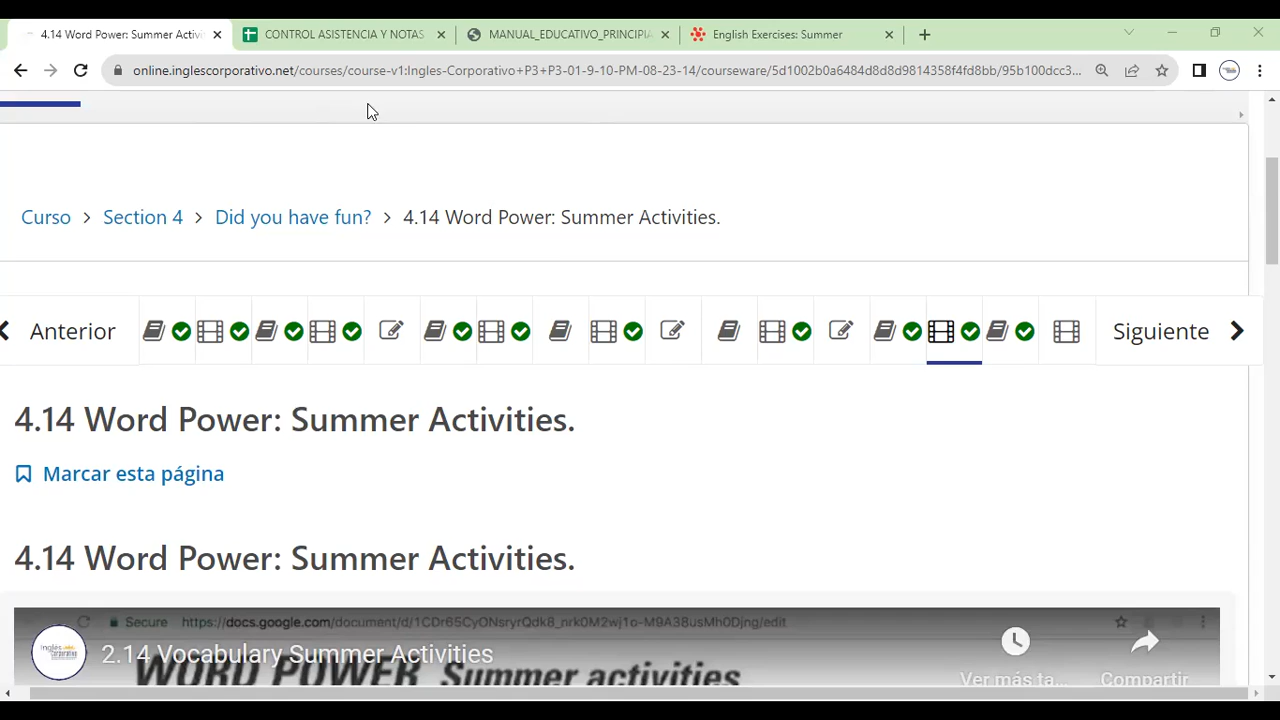 4.14 Word Power: Summer Activi
CONTROL ASISTENCIA Y NOTAS
MANUAL_EDUCATIVO_PRINCIPIA
English Exercises: Summer
online.inglescorporativo.net/courses/course-v1:Ingles-Corporativo+P3+P3-01-9-10-PM-08-23-14/courseware/5d1002b0a6484d8d8d9814358f4fd8bb/95b100dcc3...
Curso > Section 4 > Did you have fun? > 4.14 Word Power: Summer Activities.
Anterior
Siguiente
4.14 Word Power: Summer Activities.
Marcar esta página
4.14 Word Power: Summer Activities.
Secure https://docs.google.com/document/d/1CDr65CyONsryrQdk8_nrk0M2wj1o-M9A38usMh0Djng/edit
2.14 Vocabulary Summer Activities
WORD POWER Summer activities
Ver más ta...
Compartir